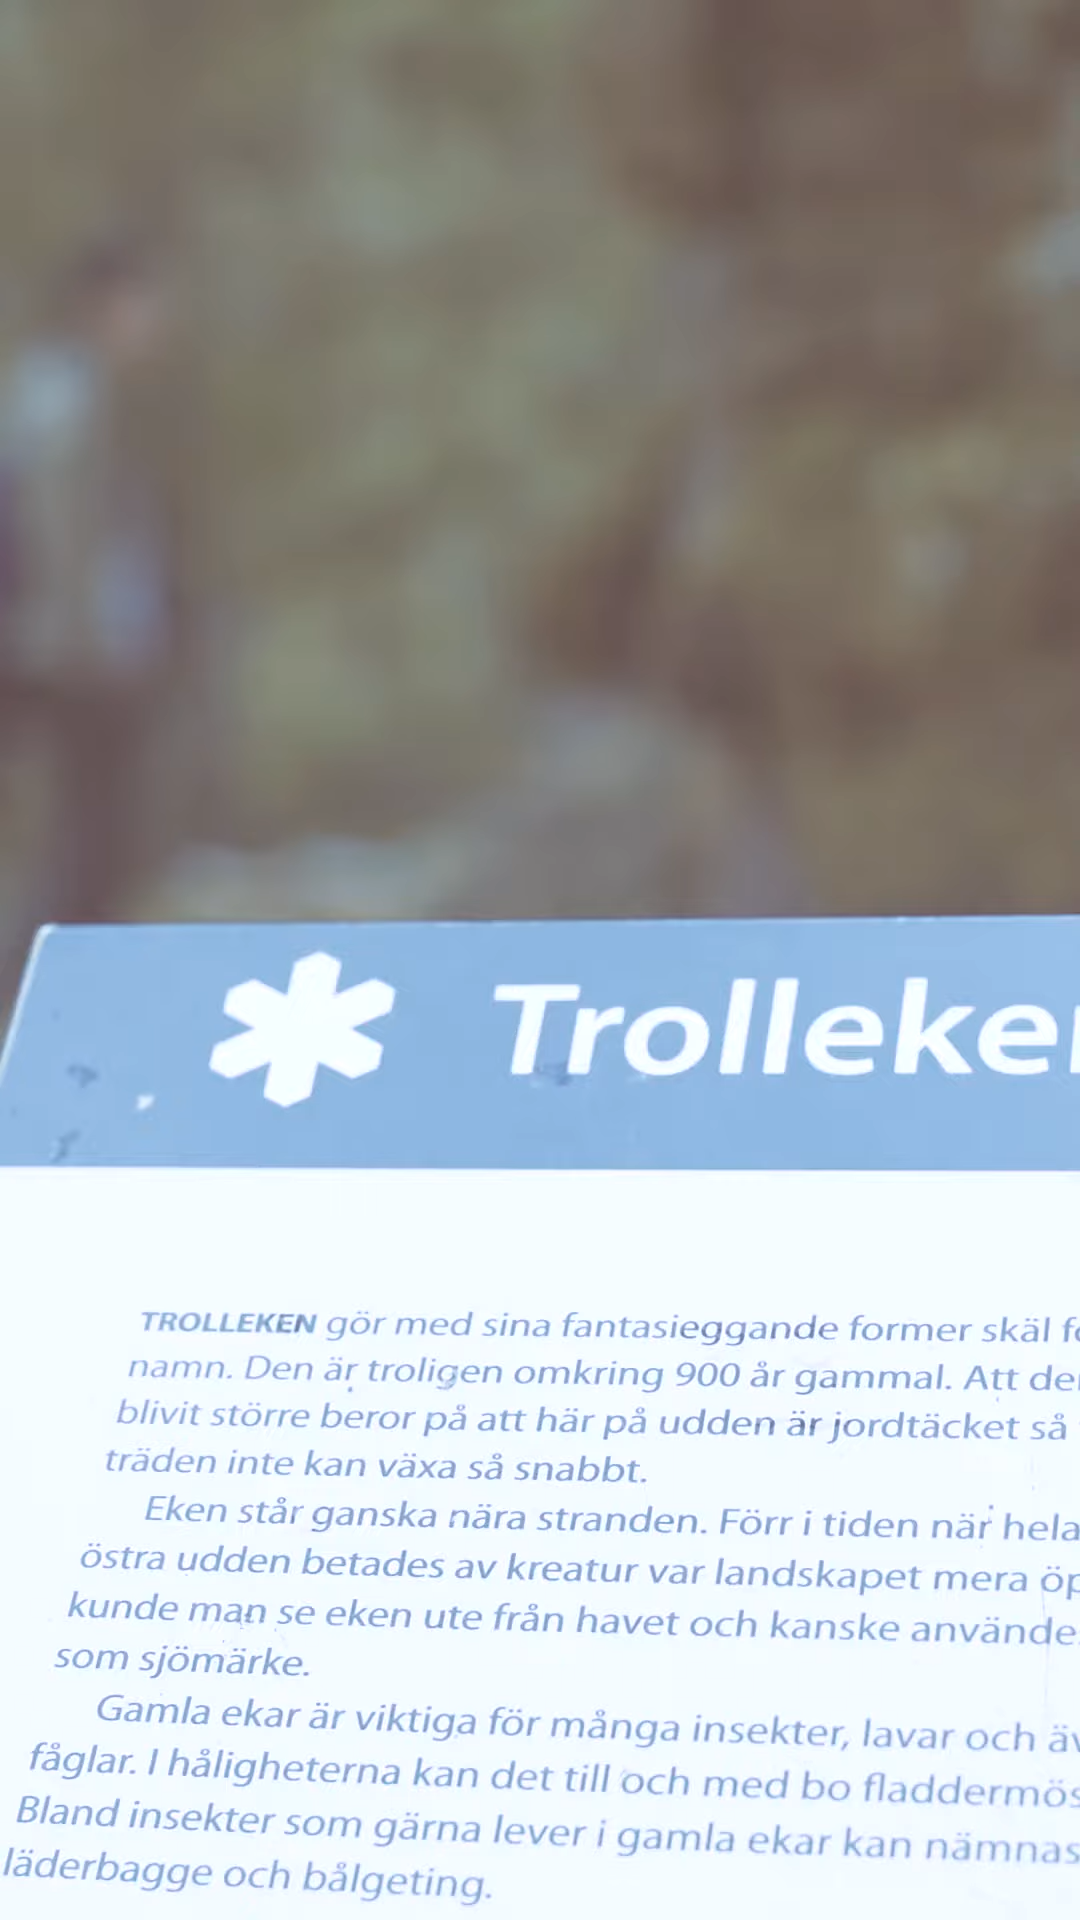 Trolleken
TROLLEKEN gör med sina fantasieggande former skäl
namn. Den är troligen omkring 900 år gammal. Att
blivit större beror på att här på udden är jordtäcket så
träden inte kan växa så snabbt.
Eken står ganska nära stranden. Förr i tiden när hela
östra udden betades av kreatur var landskapet mera
kunde man se eken ute från havet och kanske
som sjömärke.
Gamla ekar är viktiga för många insekter, lavar och
fåglar. I håligheterna kan det till och med bo
Bland insekter som gärna lever i gamla ekar kan nämnas
läderbagge och bålgeting.